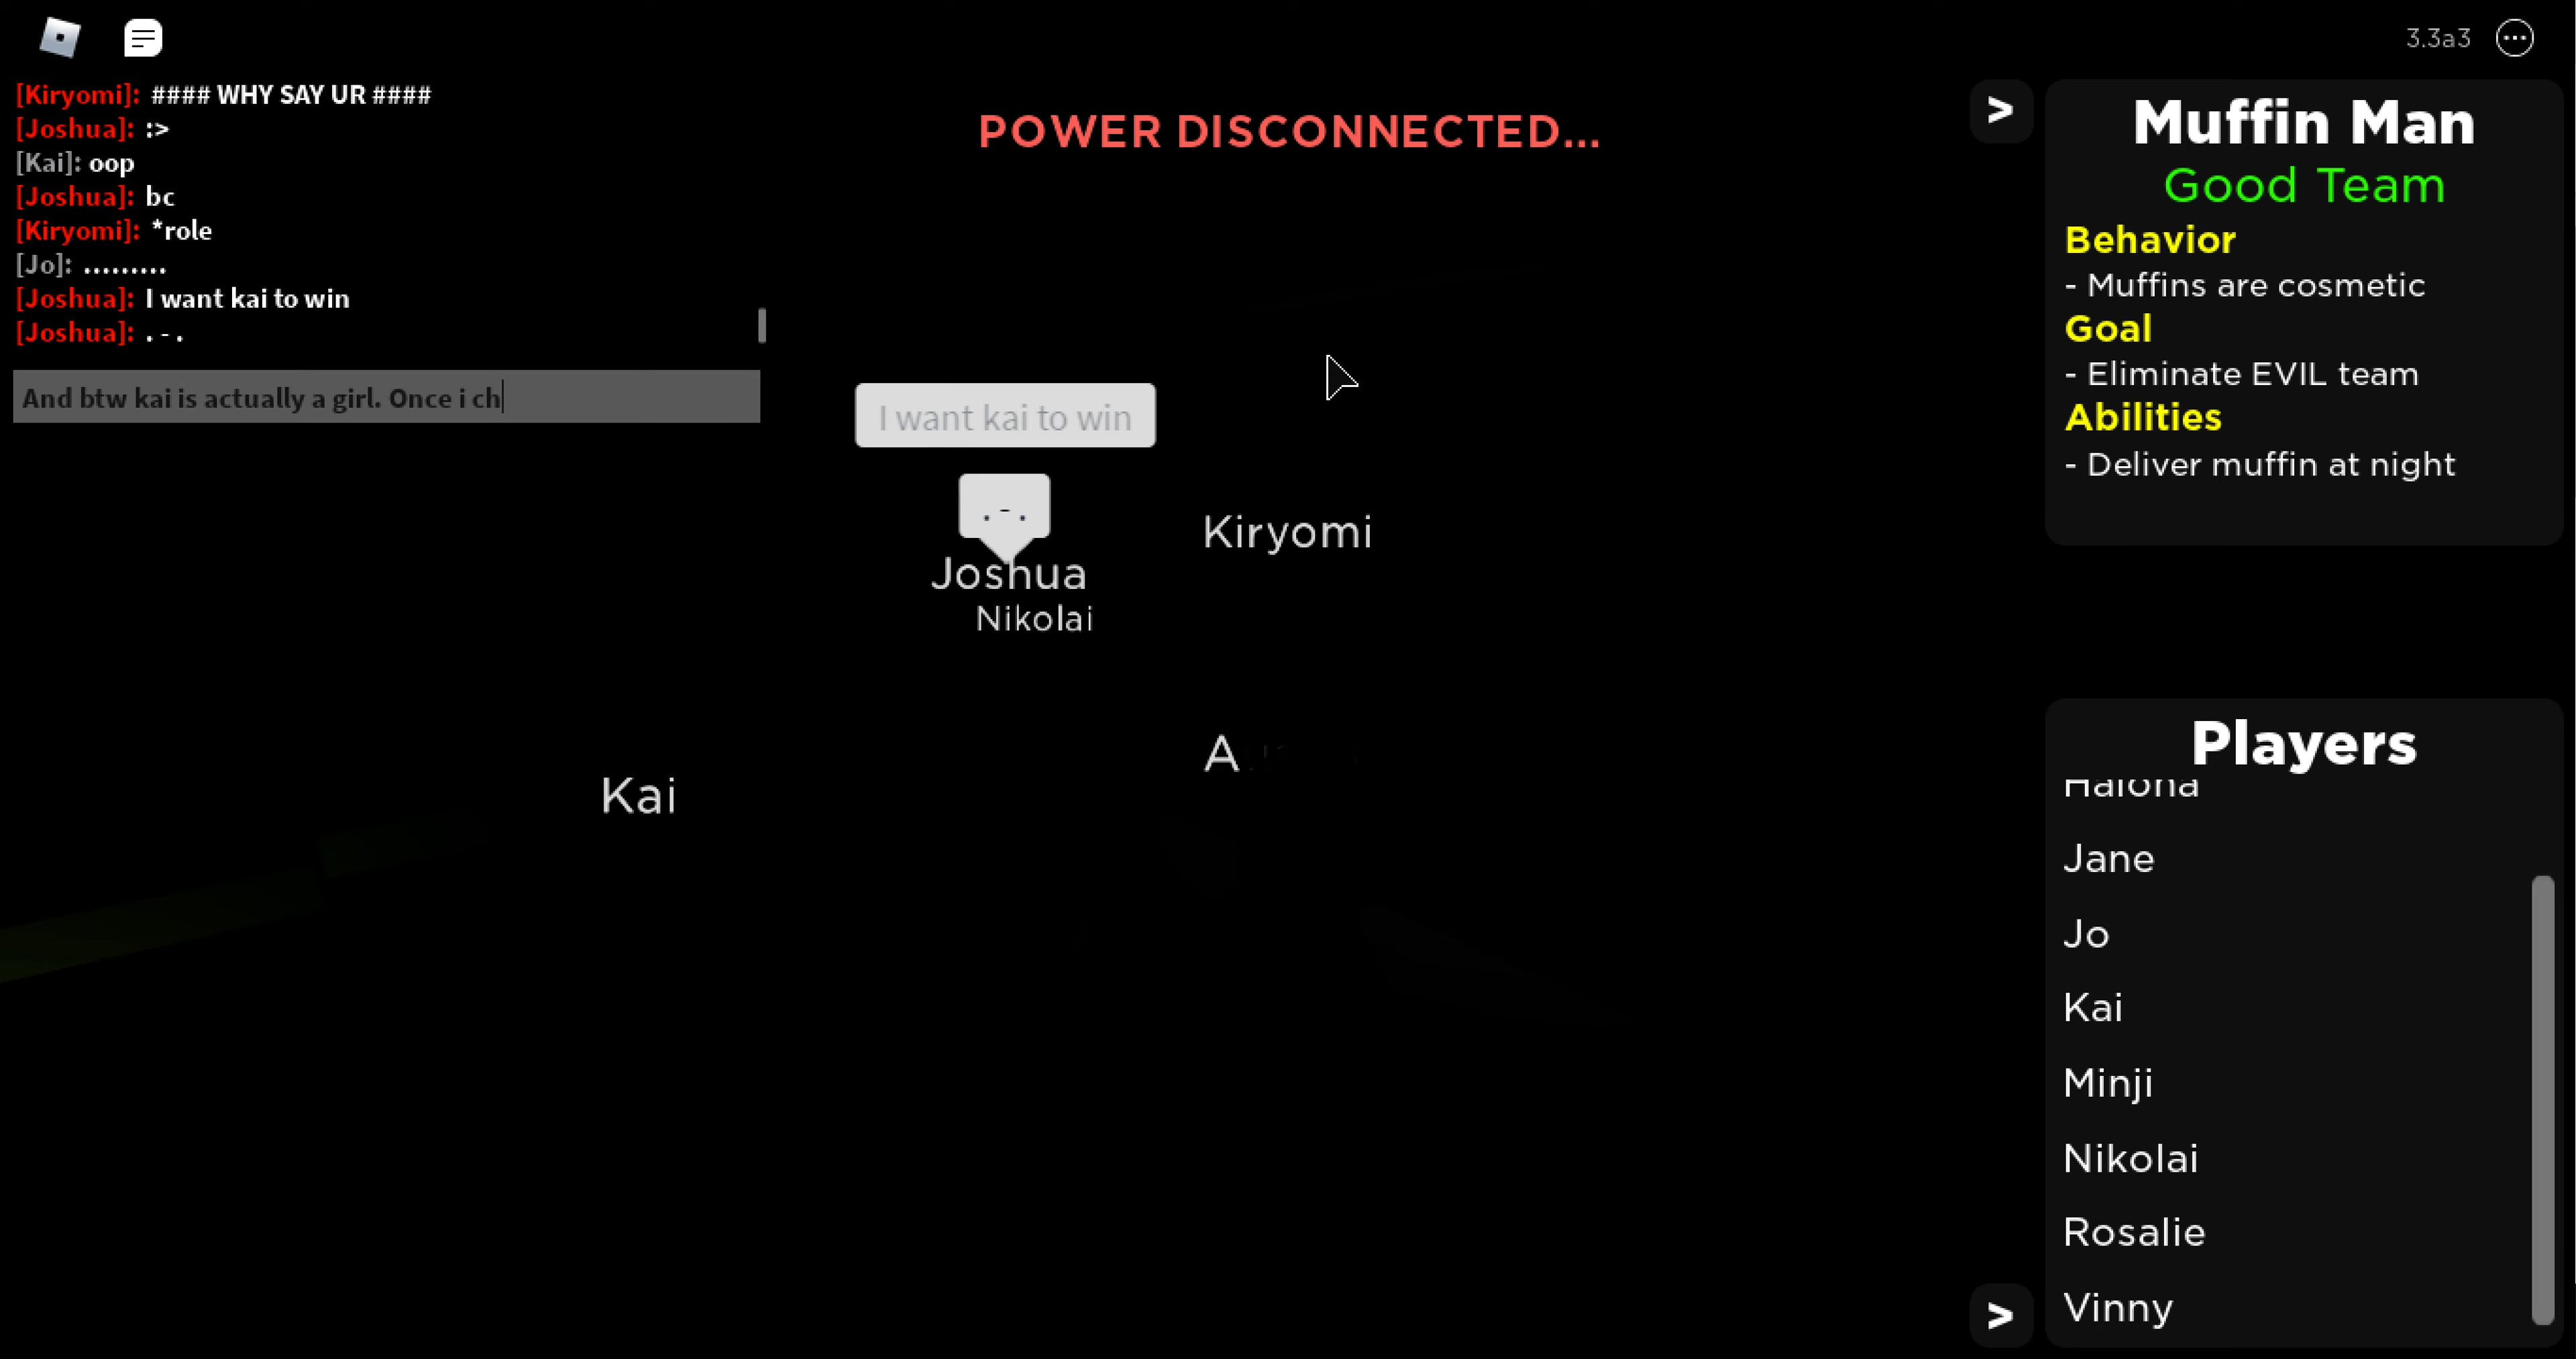 3.3a3
[Kiryomi]: #### WHY SAY UR ####
[Joshua]: :>
[Kai]: oop
[Joshua]: bc
[Kiryomi]: *role
[Jo]: .........
[Joshua]: I want kai to win
[Joshua]: . - .
And btw kai is actually a girl. Once i ch
POWER DISCONNECTED...
I want kai to win
. - .
Joshua
Nikolai
Kiryomi
Kai
>
Muffin Man
Good Team
Behavior
- Muffins are cosmetic
Goal
- Eliminate EVIL team
Abilities
- Deliver muffin at night
Players
Jane
Jo
Kai
Minji
Nikolai
Rosalie
Vinny
>